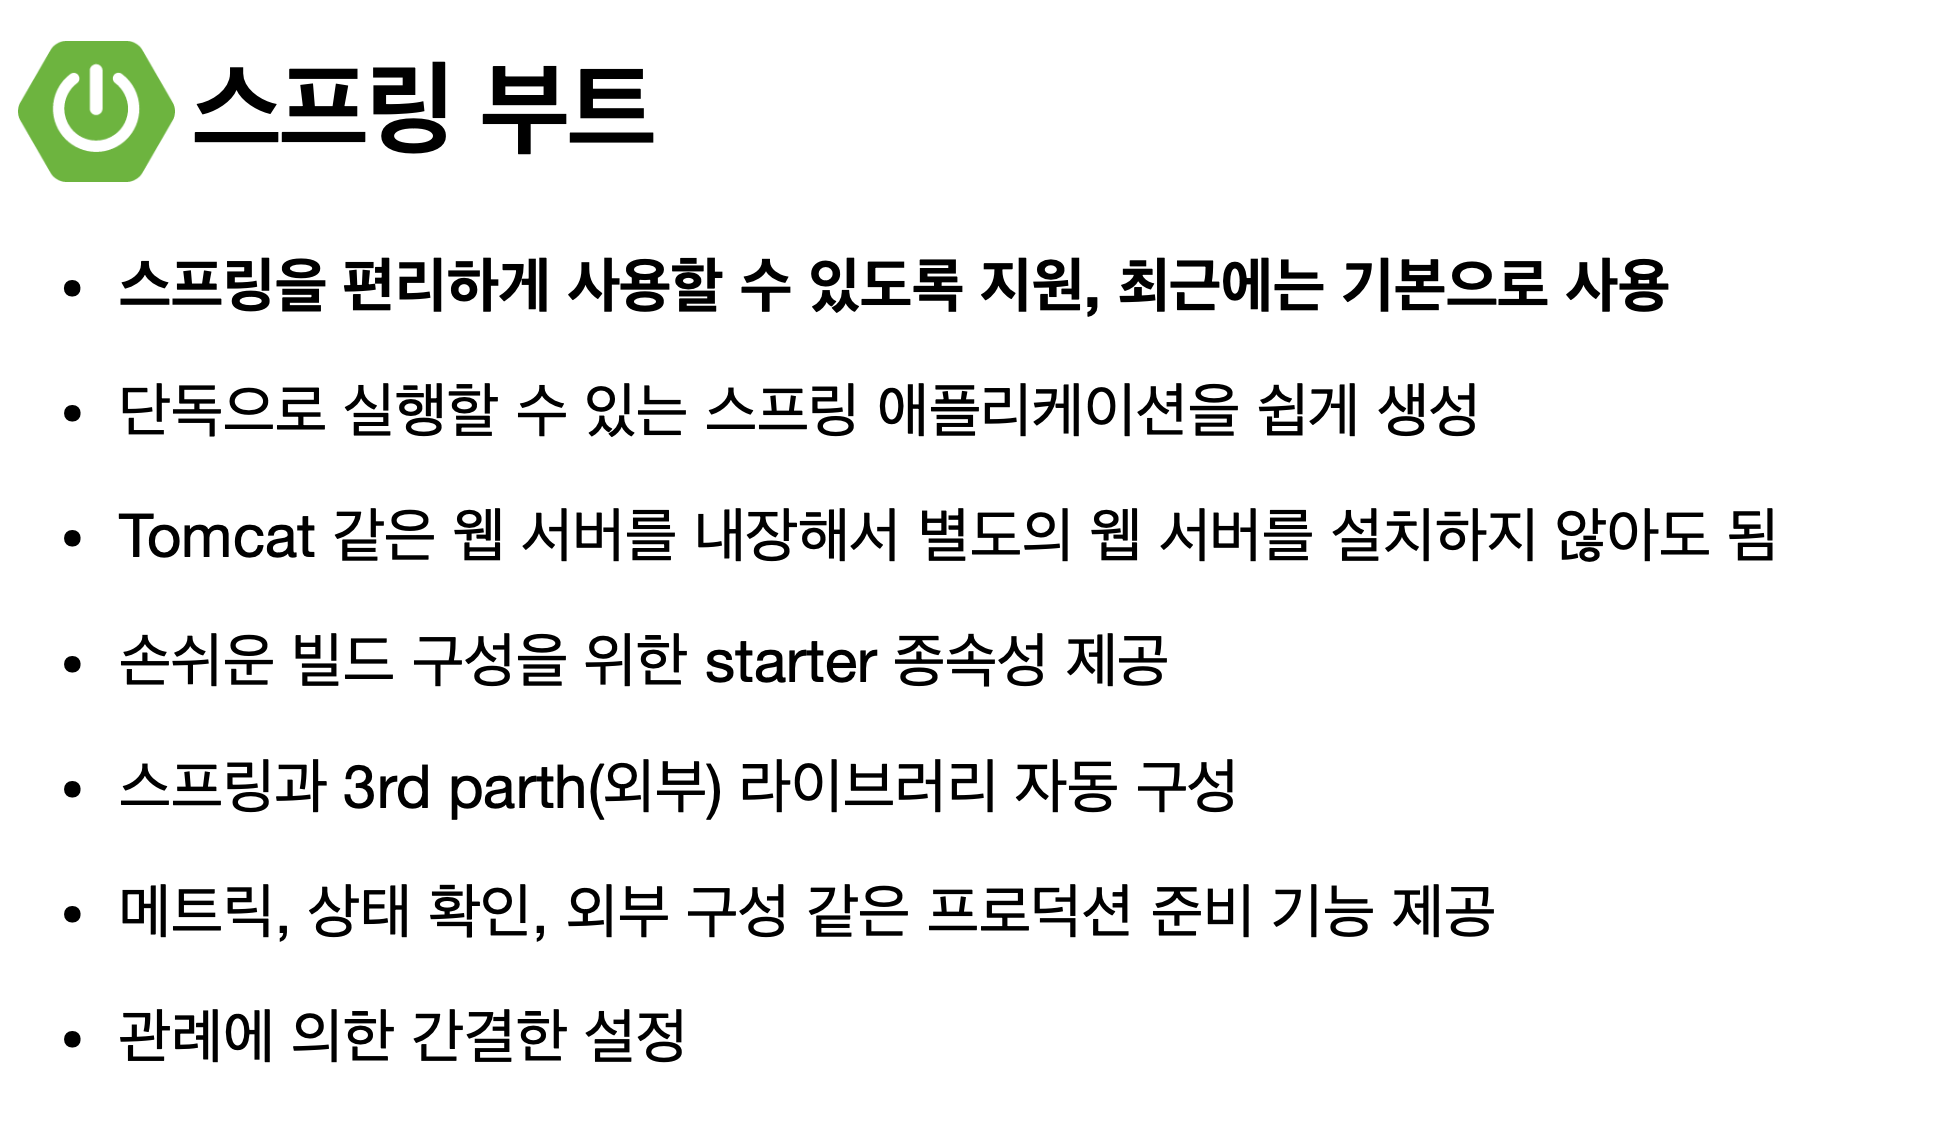 스프링 부트
• 스프링을 편리하게 사용할 수 있도록 지원, 최근에는 기본으로 사용
• 단독으로 실행할 수 있는 스프링 애플리케이션을 쉽게 생성
• Tomcat 같은 웹 서버를 내장해서 별도의 웹 서버를 설치하지 않아도 됨
• 손쉬운 빌드 구성을 위한 starter 종속성 제공
• 스프링과 3rd parth(외부) 라이브러리 자동 구성
• 메트릭, 상태 확인, 외부 구성 같은 프로덕션 준비 기능 제공
• 관례에 의한 간결한 설정